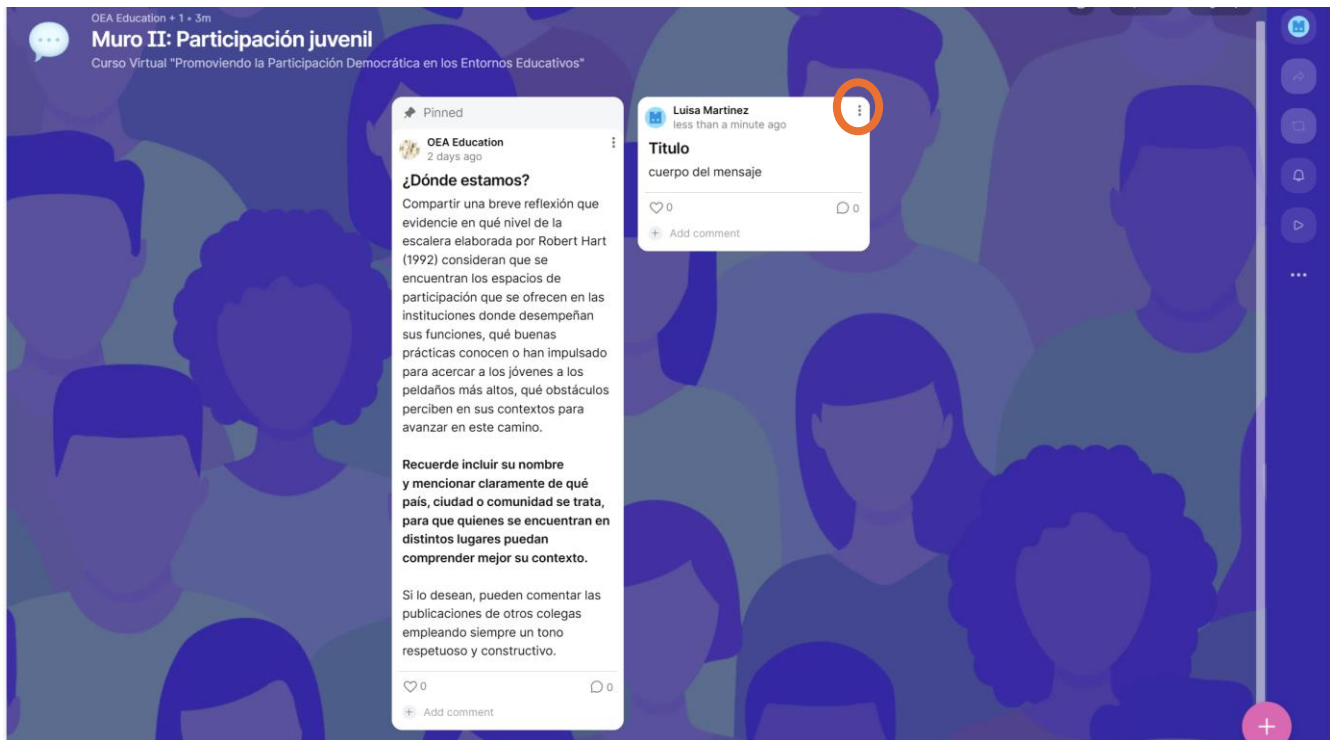 OEA Education + 1 • 3m
Muro II: Participación juvenil
Curso Virtual "Promoviendo la Participación Democrática en los Entornos Educativos"
Pinned
OEA Education
2 days ago
¿Dónde estamos?
Compartir una breve reflexión que
evidencie en qué nivel de la
escalera elaborada por Robert Hart
(1992) consideran que se
encuentran los espacios de
participación que se ofrecen en las
instituciones donde desempeñan
sus funciones, qué buenas
prácticas conocen o han impulsado
para acercar a los jóvenes a los
peldaños más altos, qué obstáculos
perciben en sus contextos para
avanzar en este camino.
Recuerde incluir su nombre
y mencionar claramente de qué
país, ciudad o comunidad se trata,
para que quienes se encuentran en
distintos lugares puedan
comprender mejor su contexto.
Si lo desean, pueden comentar las
publicaciones de otros colegas
empleando siempre un tono
respetuoso y constructivo.
0 0
Add comment
Luisa Martinez
less than a minute ago
Titulo
cuerpo del mensaje
0 0
Add comment